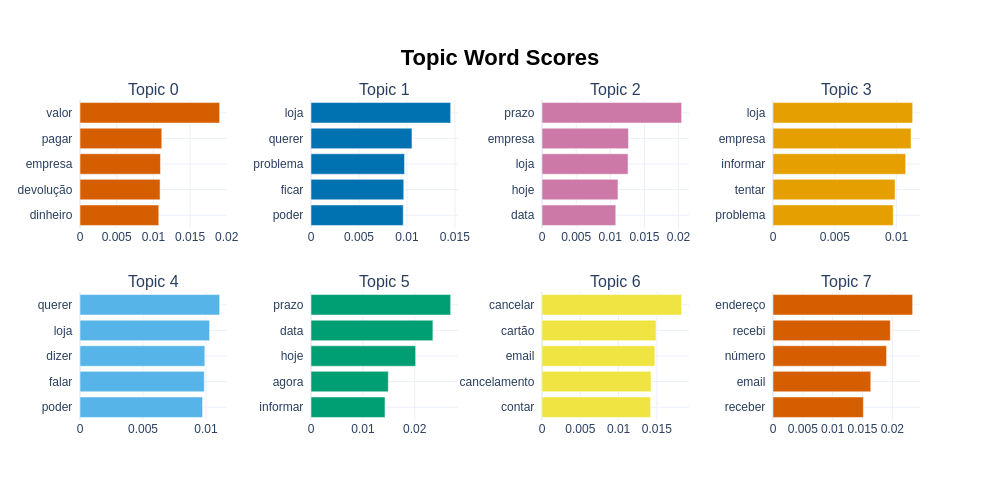 Topic Word Scores
Topic 0
valor
pagar
empresa
devolução
dinheiro
0 0.005 0.01 0.015 0.02
Topic 1
loja
querer
problema
ficar
poder
0 0.005 0.01 0.015
Topic 2
prazo
empresa
loja
hoje
data
0 0.005 0.01 0.015 0.02
Topic 3
loja
empresa
informar
tentar
problema
0 0.005 0.01
Topic 4
querer
loja
dizer
falar
poder
0 0.005 0.01
Topic 5
prazo
data
hoje
agora
informar
0 0.01 0.02
Topic 6
cancelar
cartão
email
cancelamento
contar
0 0.005 0.01 0.015
Topic 7
endereço
recebi
número
email
receber
0 0.005 0.01 0.015 0.02